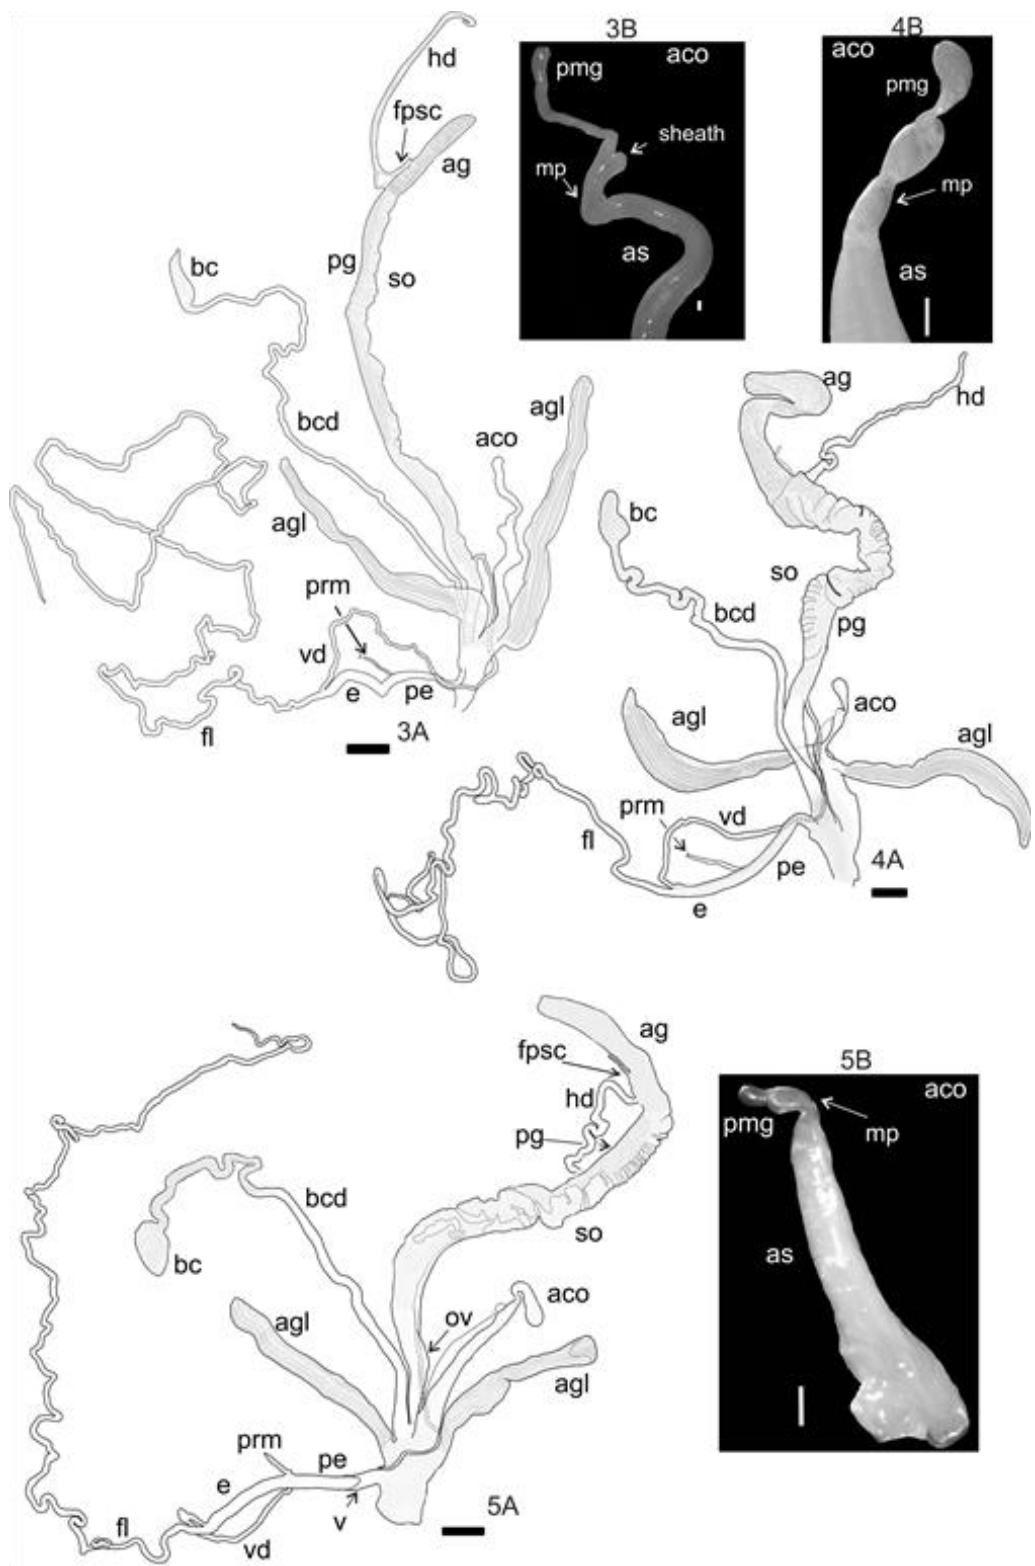 hd
fpsc
ag
bc
pg
so
bcd
agl
aco
agl
prm
vd
e
pe
fl
3A
3B
pmg
aco
sheath
mp
as
4B
aco
pmg
mp
as
ag
hd
bc
so
bcd
pg
aco
agl
agl
prm
vd
fl
pe
4A
e
ag
fpsc
hd
pg
bcd
so
bc
aco
ov
agl
agl
prm
pe
e
fl
vd
v
5A
5B
aco
pmg
mp
as